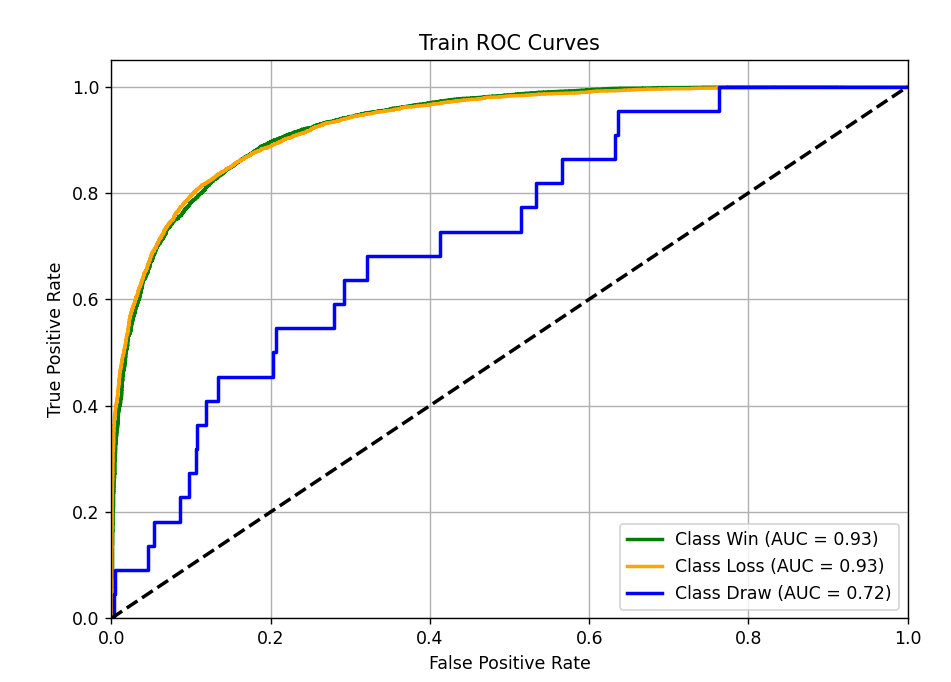 Train ROC Curves
True Positive Rate
1.0
0.8
0.6
0.4
0.2
0.0
0.0 0.2 0.4 0.6 0.8 1.0
False Positive Rate
Class Win (AUC = 0.93)
Class Loss (AUC = 0.93)
Class Draw (AUC = 0.72)